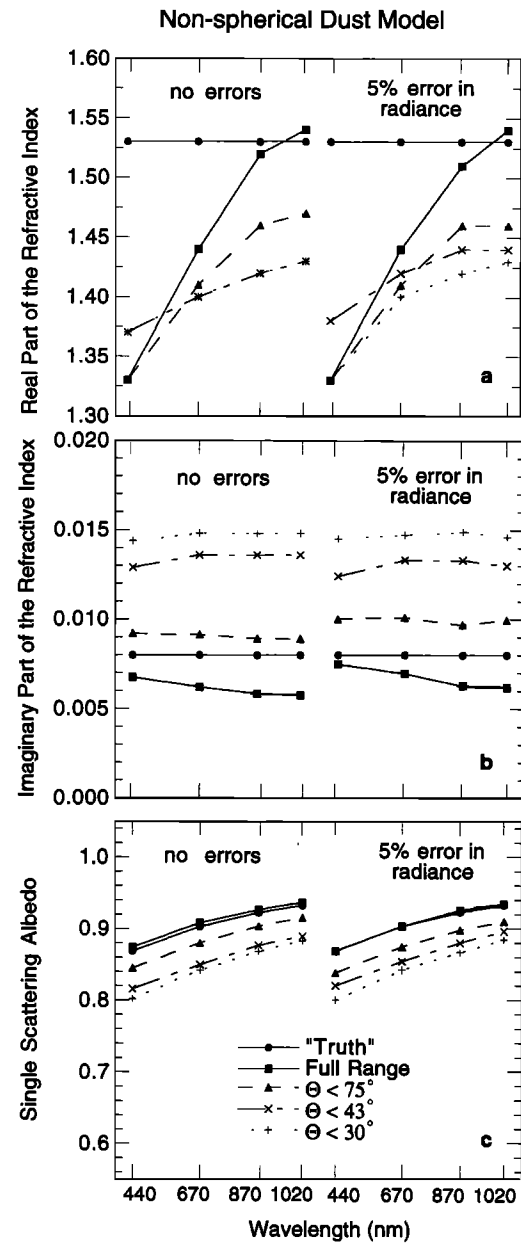 Non-spherical Dust Model
Real Part of the Refractive Index
1.60
1.55
1.50
1.45
1.40
1.35
1.30
no errors
5% error in
radiance
a
Imaginary Part of the Refractive Index
0.020
0.015
0.010
0.005
0.000
no errors
5% error in
radiance
b
Single Scattering Albedo
1.0
0.9
0.8
0.7
0.6
no errors
5% error in
radiance
"Truth"
Full Range
Θ < 75°
Θ < 43°
Θ < 30°
c
440 670 870 1020 440 670 870 1020
Wavelength (nm)